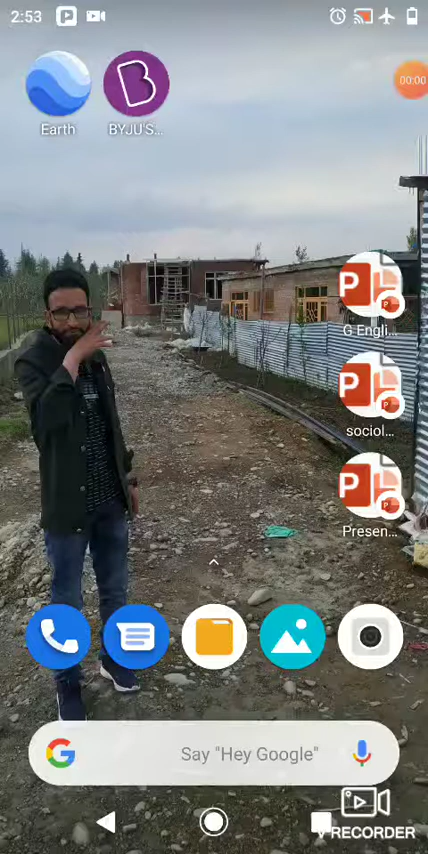 2:53
00:00
Earth
BYJU'S...
G Engli...
sociol...
Presen...
Say "Hey Google"
V RECORDER